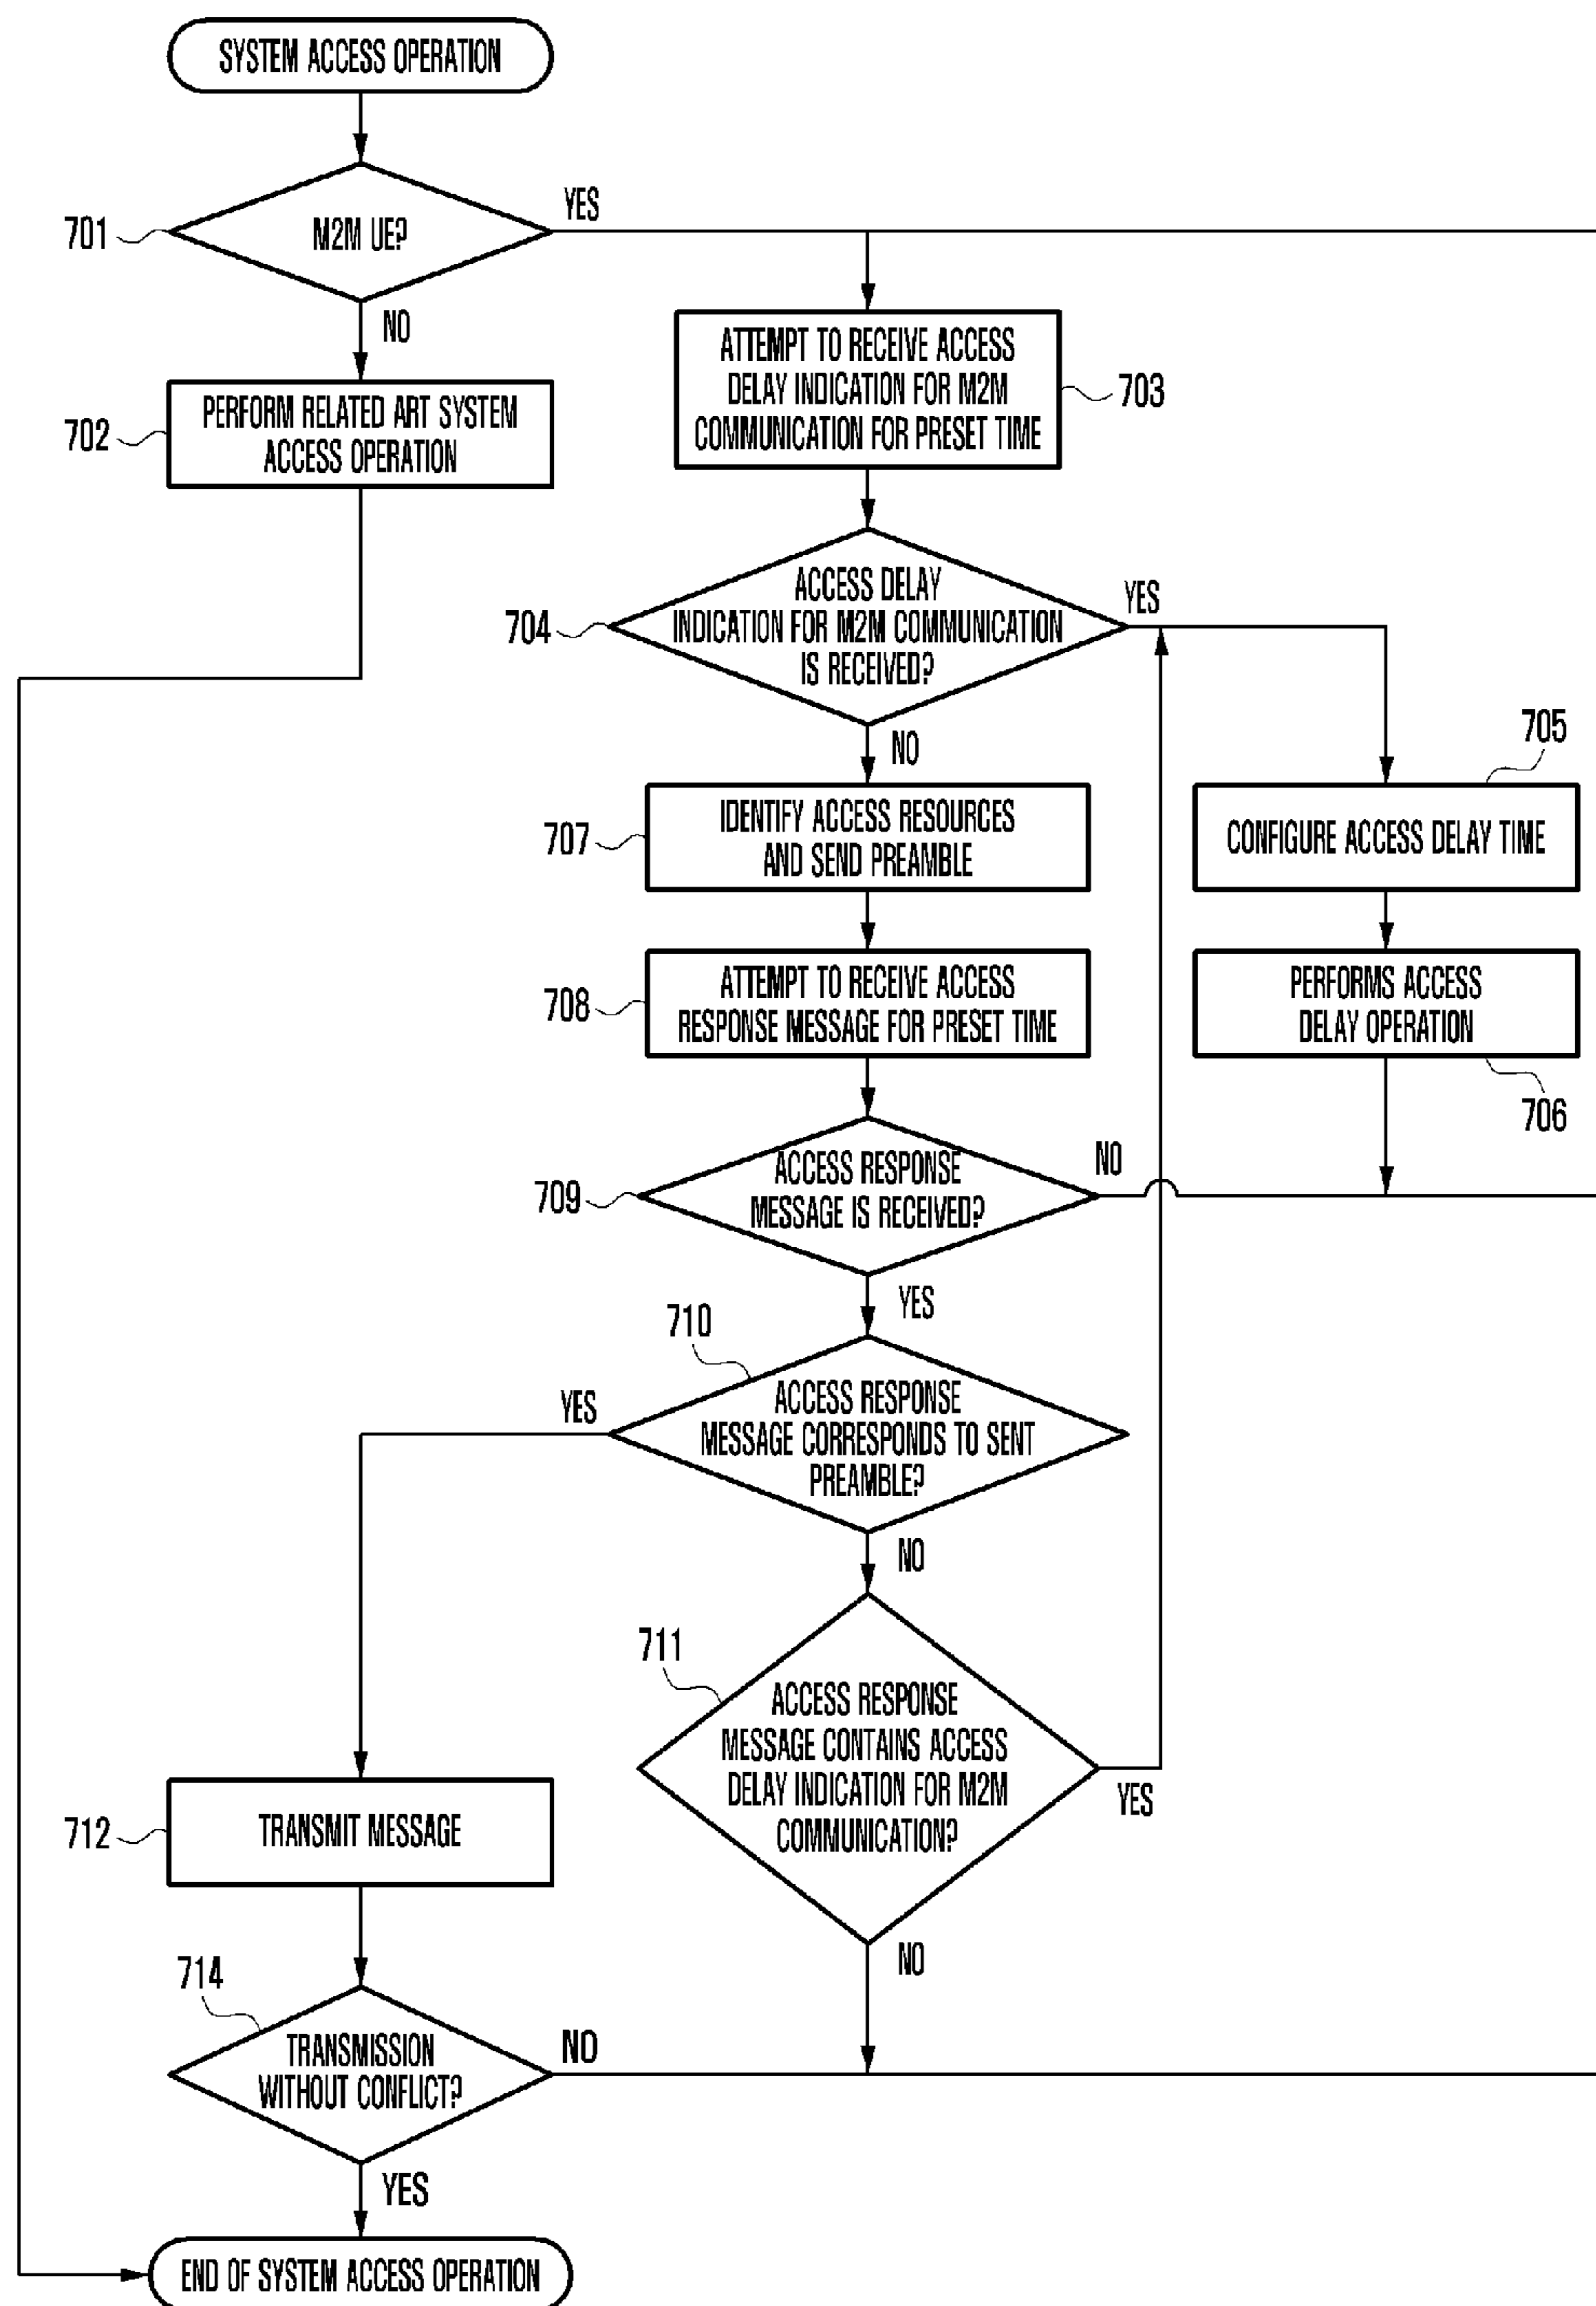 SYSTEM ACCESS OPERATION
701
M2M UE?
YES
NO
702
PERFORM RELATED ART SYSTEM
ACCESS OPERATION
ATTEMPT TO RECEIVE ACCESS
DELAY INDICATION FOR M2M
COMMUNICATION FOR PRESET TIME
703
704
ACCESS DELAY
INDICATION FOR M2M COMMUNICATION
IS RECEIVED?
YES
NO
705
CONFIGURE ACCESS DELAY TIME
PERFORMS ACCESS
DELAY OPERATION
706
707
IDENTIFY ACCESS RESOURCES
AND SEND PREAMBLE
708
ATTEMPT TO RECEIVE ACCESS
RESPONSE MESSAGE FOR PRESET TIME
709
ACCESS RESPONSE
MESSAGE IS RECEIVED?
NO
YES
710
YES
ACCESS RESPONSE
MESSAGE CORRESPONDS TO SENT
PREAMBLE?
NO
711
ACCESS RESPONSE
MESSAGE CONTAINS ACCESS
DELAY INDICATION FOR M2M
COMMUNICATION?
YES
NO
712
TRANSMIT MESSAGE
714
TRANSMISSION
WITHOUT CONFLICT?
NO
YES
END OF SYSTEM ACCESS OPERATION